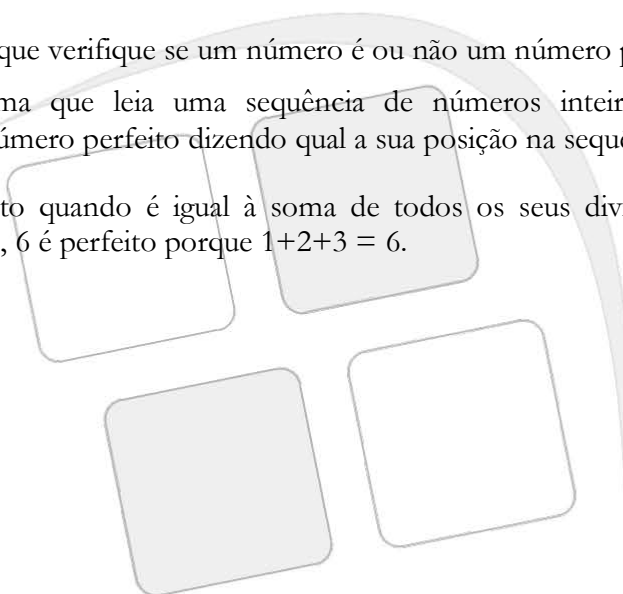 que verifique se um número é ou não um número
ma que leia uma sequência de números inteir
úmero perfeito dizendo qual a sua posição na sequê
to quando é igual à soma de todos os seus div
, 6 é perfeito porque 1+2+3 = 6.